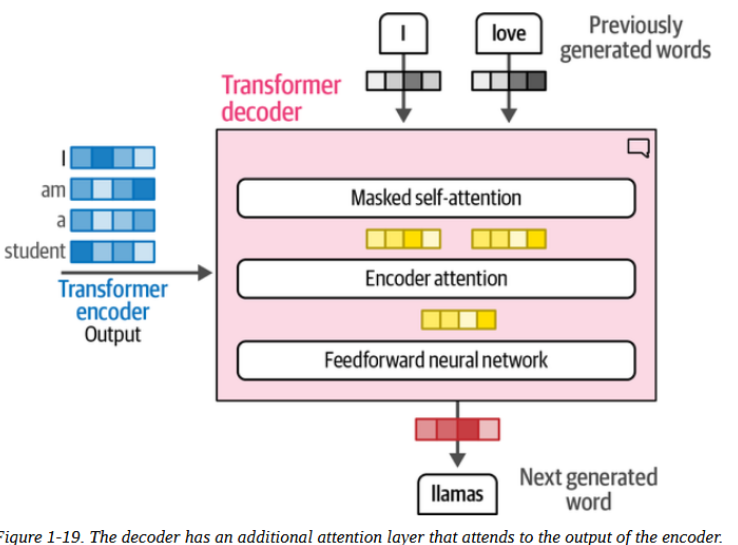 I
love
Previously
generated words
Transformer
decoder
I
am
a
student
Transformer
encoder
Output
Masked self-attention
Encoder attention
Feedforward neural network
llamas
Next generated
word
Figure 1-19. The decoder has an additional attention layer that attends to the output of the encoder.